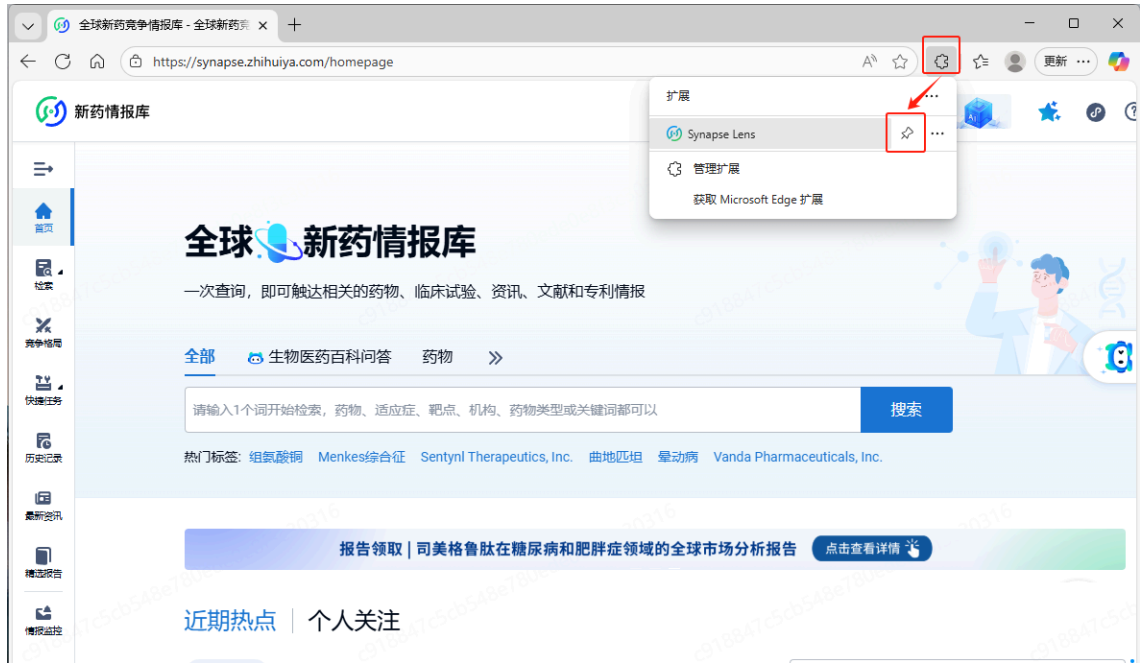 全球新药竞争情报库 - 全球新药竞
https://synapse.zhihuiya.com/homepage
更新
新药情报库
扩展
Synapse Lens
管理扩展
获取 Microsoft Edge 扩展
首页
检索
竞争格局
快捷任务
历史记录
最新资讯
精选报告
情报监控
全球新药情报库
一次查询，即可触达相关的药物、临床试验、资讯、文献和专利情报
全部 生物医药百科问答 药物
请输入1个词开始检索，药物、适应症、靶点、机构、药物类型或关键词都可以
搜索
热门标签: 组氨酸铜 Menkes综合征 Sentynl Therapeutics, Inc. 曲地匹坦 晕动病 Vanda Pharmaceuticals, Inc.
报告领取 | 司美格鲁肽在糖尿病和肥胖症领域的全球市场分析报告 点击查看详情
近期热点 | 个人关注